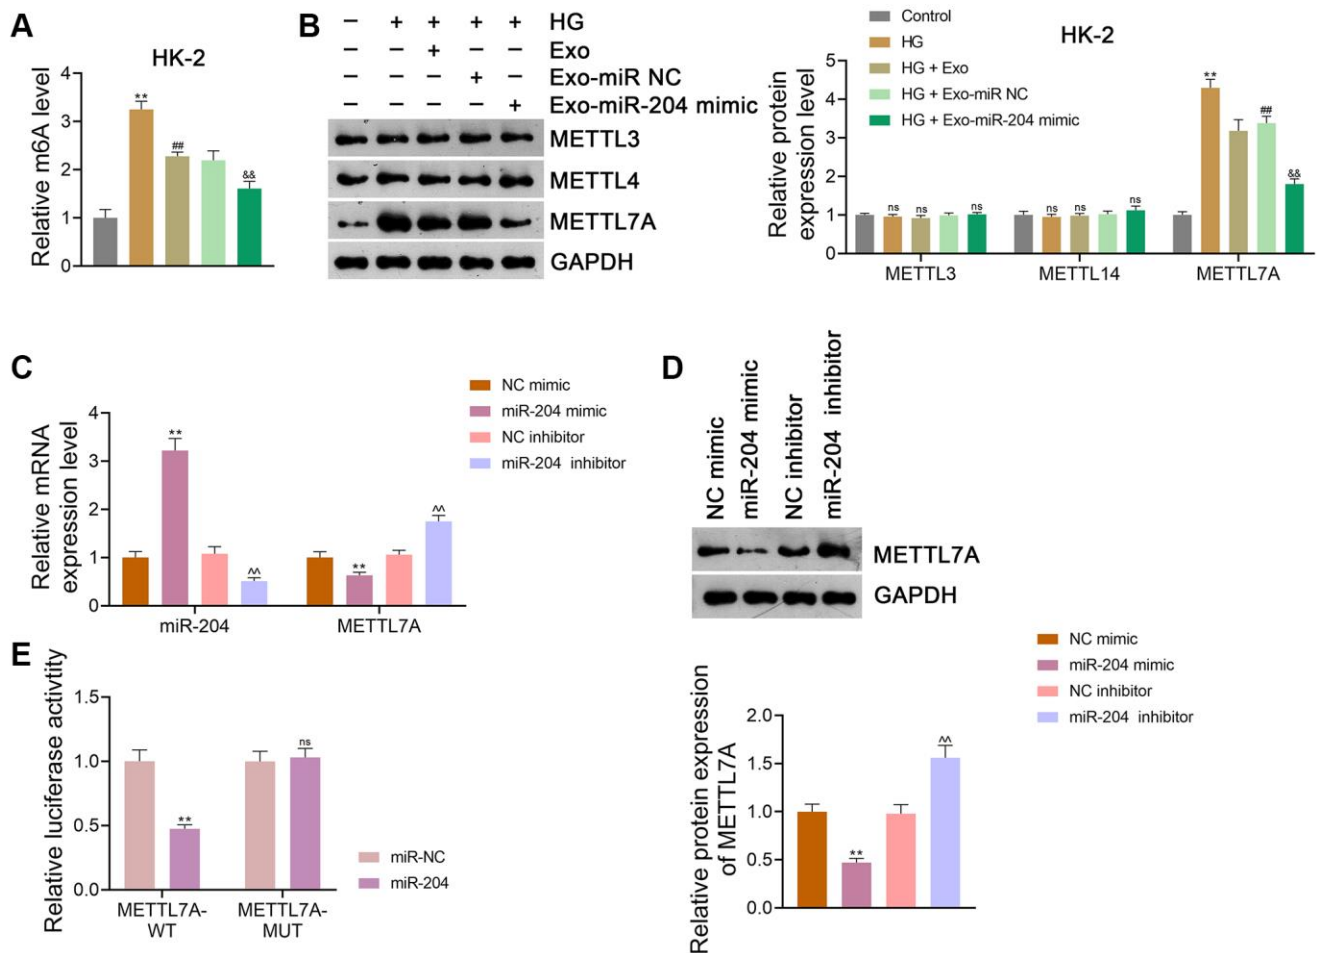 A
HK-2
Relative m6A level
4
3
2
1
0
**
##
&&
B
– + + + + HG
– – + – – Exo
– – – + – Exo-miR NC
– – – – + Exo-miR-204 mimic
METTL3
METTL4
METTL7A
GAPDH
Control
HG
HG + Exo
HG + Exo-miR NC
HG + Exo-miR-204 mimic
HK-2
Relative protein
expression level
5
4
3
2
1
0
ns ns ns
ns ns ns
** ## &&
METTL3 METTL14 METTL7A
C
NC mimic
miR-204 mimic
NC inhibitor
miR-204 inhibitor
Relative mRNA
expression level
4
3
2
1
0
** ^^ ** ^^
miR-204 METTL7A
D
NC mimic
miR-204 mimic
NC inhibitor
miR-204 inhibitor
METTL7A
GAPDH
NC mimic
miR-204 mimic
NC inhibitor
miR-204 inhibitor
Relative protein expression
of METTL7A
2.0
1.5
1.0
0.5
0.0
** ^^
E
Relative luciferase activtity
1.5
1.0
0.5
0.0
** ns
METTL7A-
WT
METTL7A-
MUT
miR-NC
miR-204